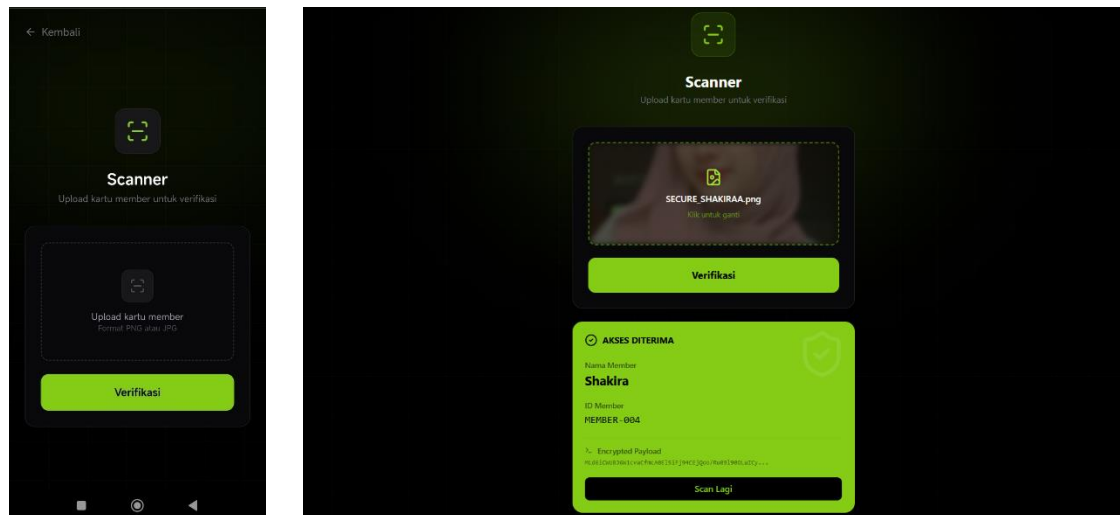 ← Kembali
Scanner
Upload kartu member untuk verifikasi
Upload kartu member
Format PNG atau JPG
Verifikasi
Scanner
Upload kartu member untuk verifikasi
SECURE_SHAKIRAA.png
Klik untuk ganti
Verifikasi
AKSES DITERIMA
Nama Member
Shakira
ID Member
MEMBER-004
Encrypted Payload
Scan Lagi